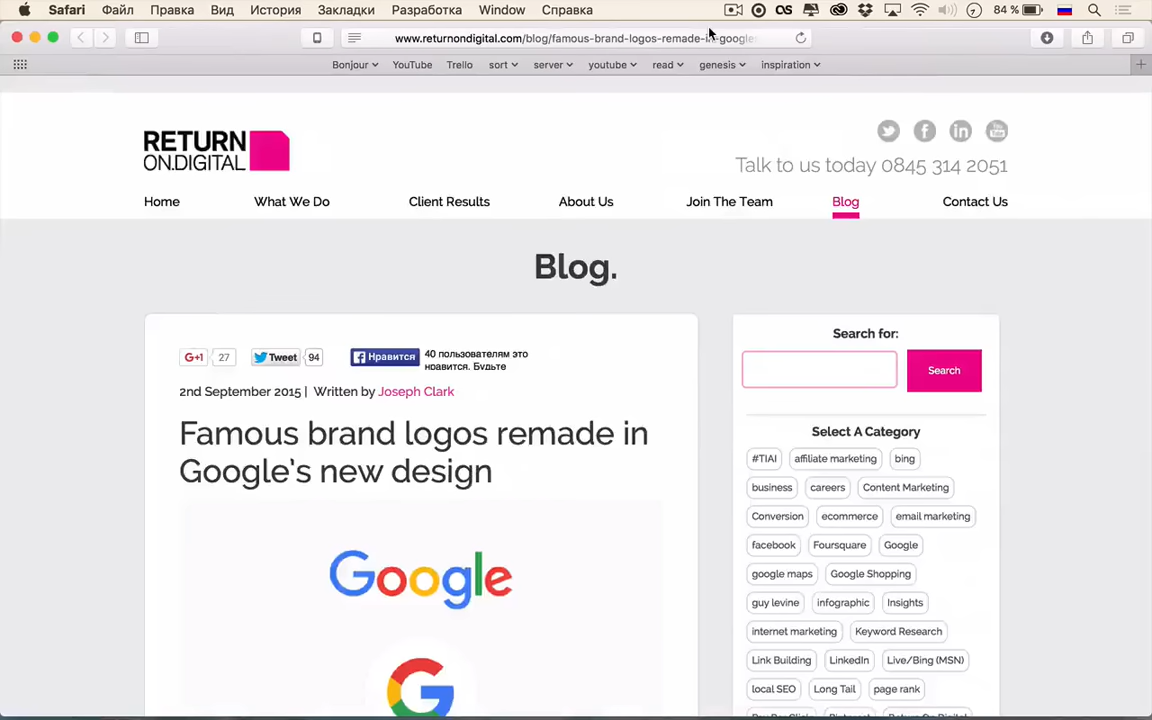 Safari Файл Правка Вид История Закладки Разработка Window Справка 84 %
www.returnondigital.com/blog/famous-brand-logos-remade-in-google
Bonjour YouTube Trello sort server youtube read genesis inspiration
RETURN
ON.DIGITAL
Talk to us today 0845 314 2051
Home What We Do Client Results About Us Join The Team Blog Contact Us
Blog.
G+1 27 Tweet 94 Нравится 40 пользователям это
нравится. Будьте
2nd September 2015 | Written by Joseph Clark
Famous brand logos remade in
Google's new design
Google
G
Search for:
Search
Select A Category
#TIAI affiliate marketing bing
business careers Content Marketing
Conversion ecommerce email marketing
facebook Foursquare Google
google maps Google Shopping
guy levine infographic Insights
internet marketing Keyword Research
Link Building LinkedIn Live/Bing (MSN)
local SEO Long Tail page rank